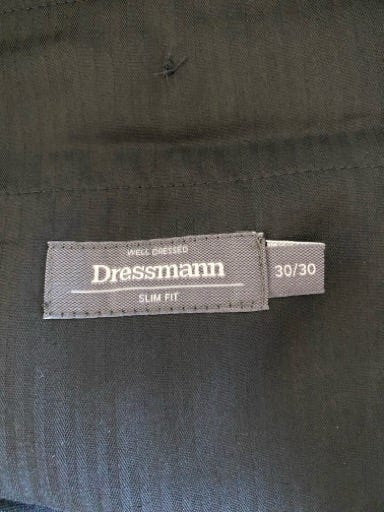 WELL DRESSED
Dressmann
SLIM FIT
30/30